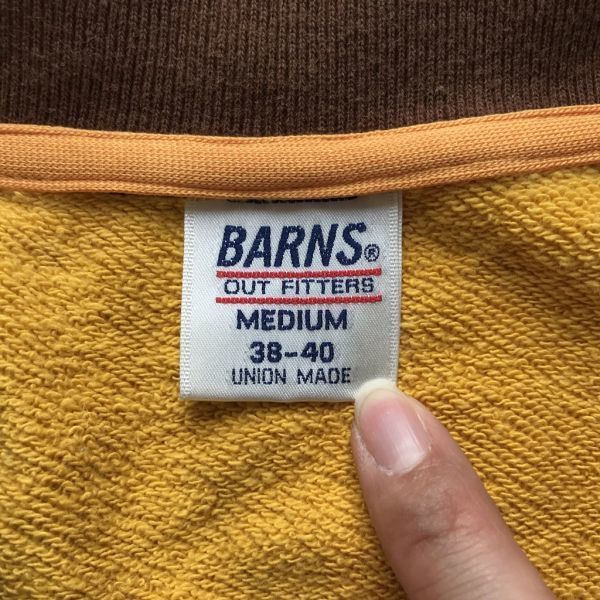 BARNS®
OUT FITTERS
MEDIUM
38-40
UNION MADE